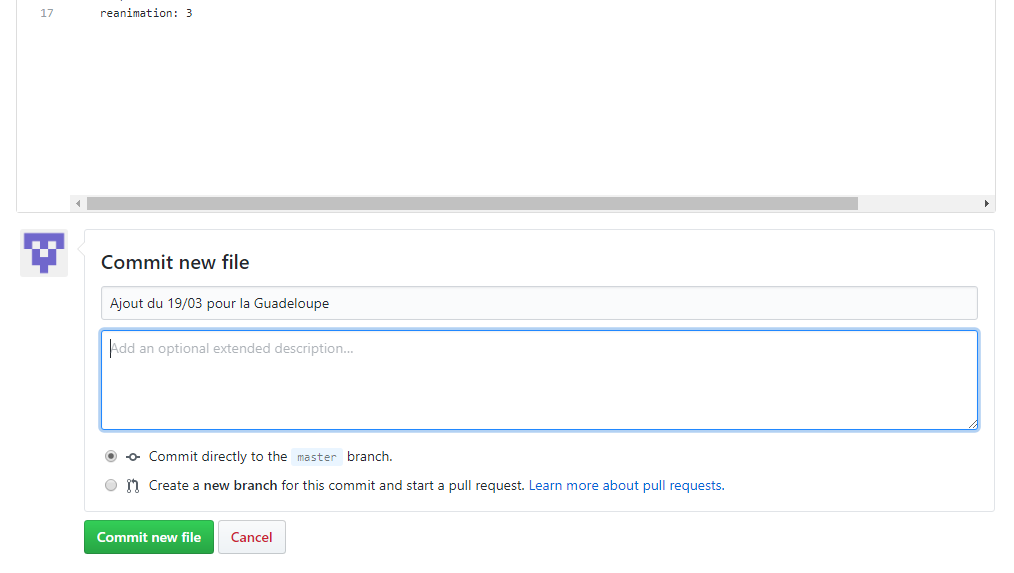 17 reanimation: 3
Commit new file
Ajout du 19/03 pour la Guadeloupe
Add an optional extended description...
Commit directly to the master branch.
Create a new branch for this commit and start a pull request. Learn more about pull requests.
Commit new file Cancel